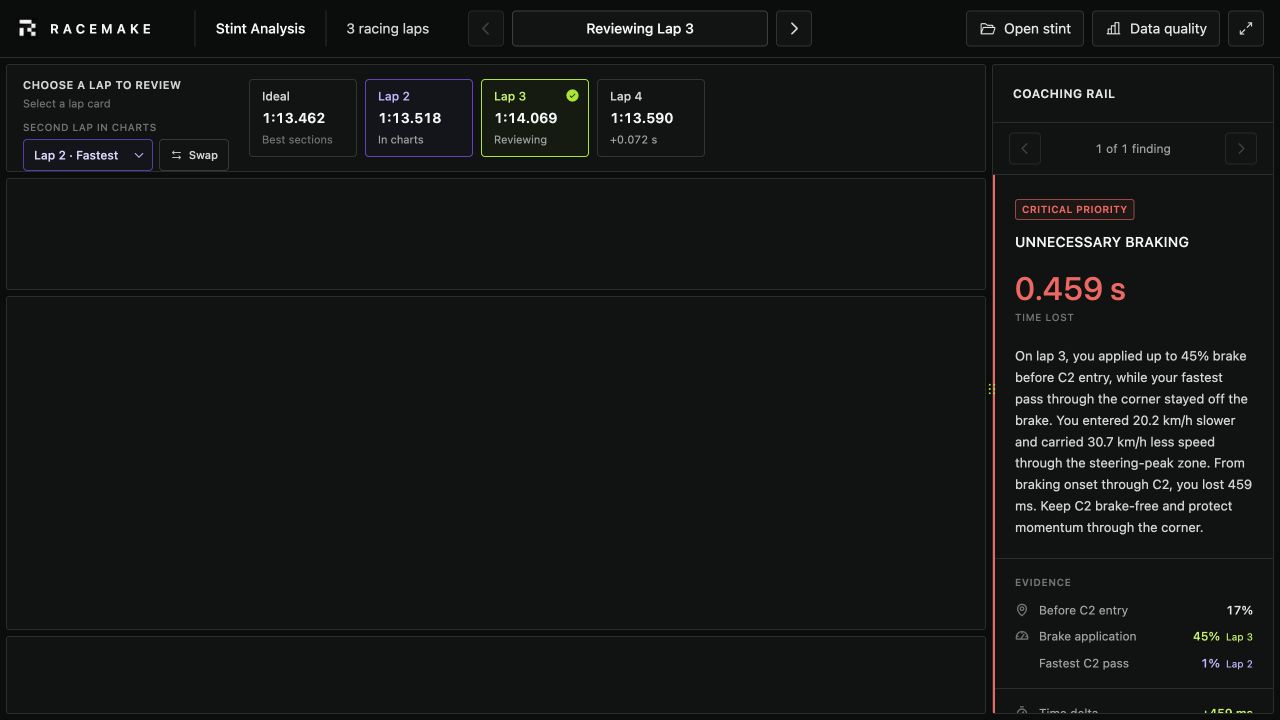 RACEMAKE
Stint Analysis
3 racing laps
Reviewing Lap 3
Open stint
Data quality
CHOOSE A LAP TO REVIEW
Select a lap card
SECOND LAP IN CHARTS
Lap 2 · Fastest
Swap
Ideal
1:13.462
Best sections
Lap 2
1:13.518
In charts
Lap 3
1:14.069
Reviewing
Lap 4
1:13.590
+0.072 s
COACHING RAIL
1 of 1 finding
CRITICAL PRIORITY
UNNECESSARY BRAKING
0.459 s
TIME LOST
On lap 3, you applied up to 45% brake
before C2 entry, while your fastest
pass through the corner stayed off the
brake. You entered 20.2 km/h slower
and carried 30.7 km/h less speed
through the steering-peak zone. From
braking onset through C2, you lost 459
ms. Keep C2 brake-free and protect
momentum through the corner.
EVIDENCE
Before C2 entry 17%
Brake application 45% Lap 3
Fastest C2 pass 1% Lap 2
Time delta +459 ms